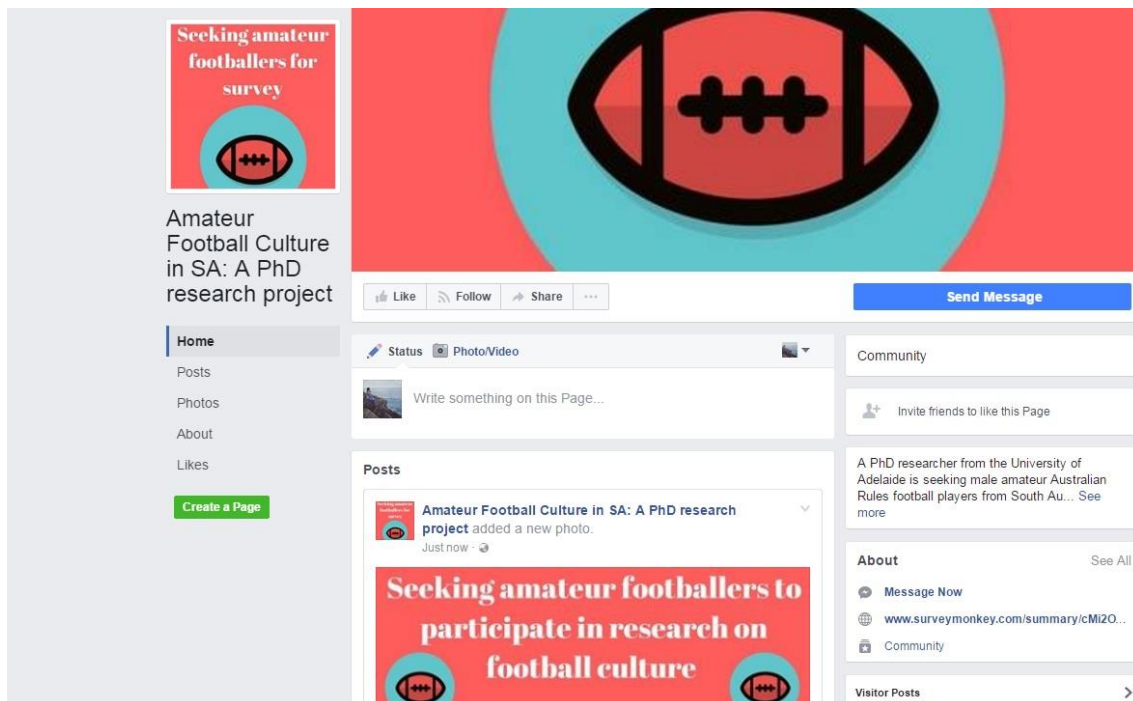 Seeking amateur
footballers for
survey
Amateur
Football Culture
in SA: A PhD
research project
Home
Posts
Photos
About
Likes
Create a Page
Like Follow Share ...
Send Message
Status Photo/Video
Write something on this Page...
Posts
Amateur Football Culture in SA: A PhD research
project added a new photo.
Just now ·
Seeking amateur footballers to
participate in research on
football culture
Community
Invite friends to like this Page
A PhD researcher from the University of
Adelaide is seeking male amateur Australian
Rules football players from South Au... See
more
About See All
Message Now
www.surveymonkey.com/summary/cMi2O...
Community
Visitor Posts